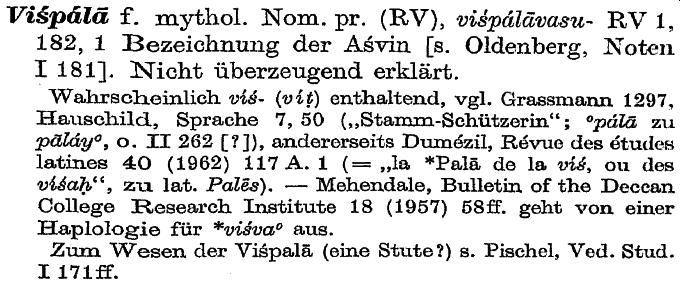 Viśpálā f. mythol. Nom. pr. (RV), viśpálāvasu- RV 1,
182, 1 Bezeichnung der Aśvin [s. Oldenberg, Noten
I 181]. Nicht überzeugend erklärt.
Wahrscheinlich víś- (víṭ) enthaltend, vgl. Grassmann 1297,
Hauschild, Sprache 7, 50 („Stamm-Schützerin“; °pálā zu
pāláy°, o. II 262 [?]), andererseits Dumézil, Révue des études
latines 40 (1962) 117 A. 1 (= „la *Palā de la víś, ou des
víśaḥ“, zu lat. Palēs). — Mehendale, Bulletin of the Deccan
College Research Institute 18 (1957) 58ff. geht von einer
Haplologie für *viśva° aus.
Zum Wesen der Viśpalā (eine Stute?) s. Pischel, Ved. Stud.
I 171ff.